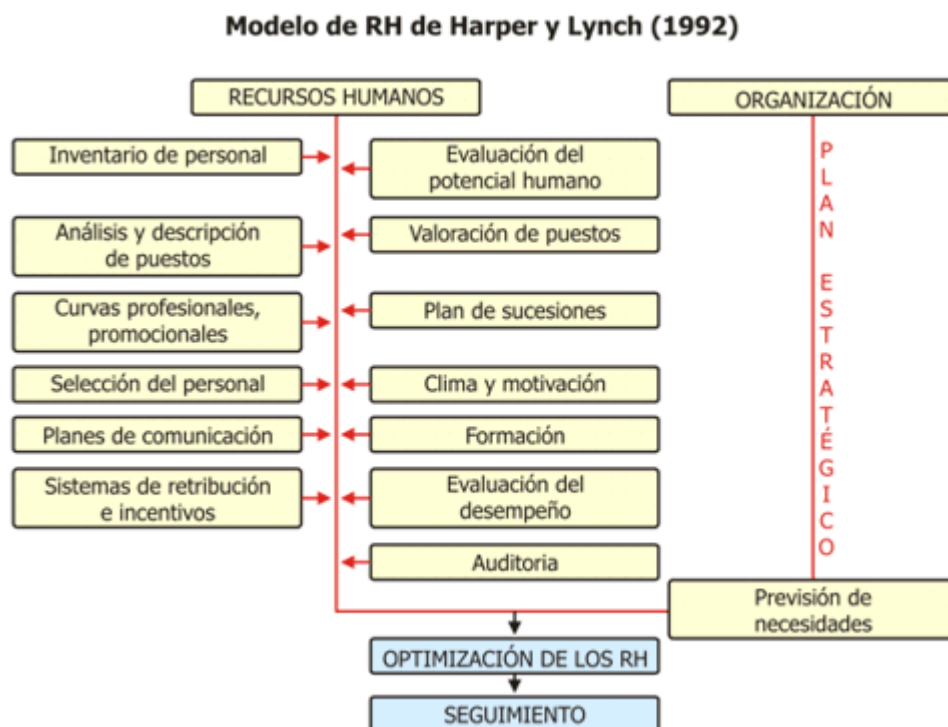 Modelo de RH de Harper y Lynch (1992)
RECURSOS HUMANOS
ORGANIZACIÓN
Inventario de personal
Evaluación del
potencial humano
Análisis y descripción
de puestos
Valoración de puestos
Curvas profesionales,
promocionales
Plan de sucesiones
Selección del personal
Clima y motivación
Planes de comunicación
Formación
Sistemas de retribución
e incentivos
Evaluación del
desempeño
Auditoria
PLAN ESTRATÉGICO
Previsión de
necesidades
OPTIMIZACIÓN DE LOS RH
SEGUIMIENTO